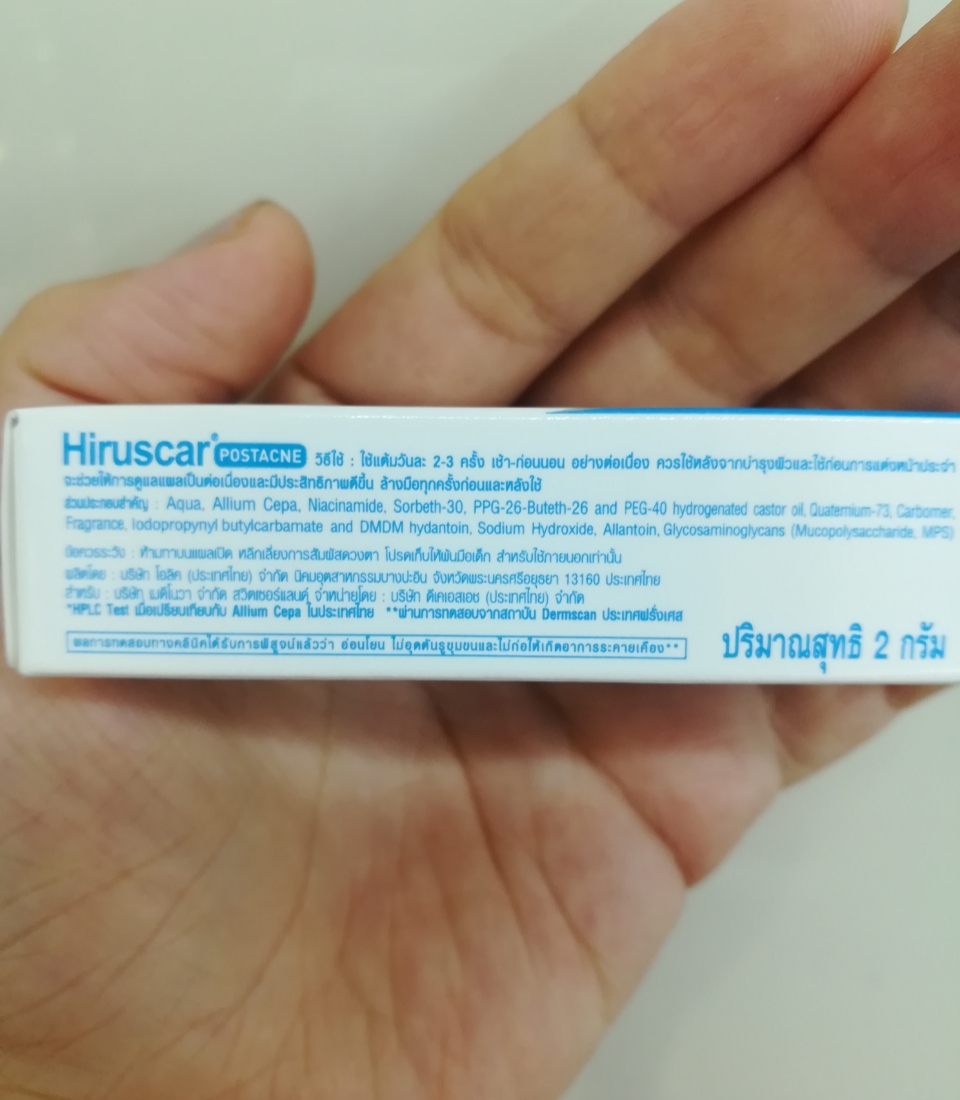 Hiruscar® POSTACNE วิธีใช้ : ใช้แต้มวันละ 2-3 ครั้ง เช้า-ก่อนนอน อย่างต่อเนื่อง ควรใช้หลังจากบำรุงผิวและใช้ก่อนการแต่งหน้าประจำ
จะช่วยให้การดูแลแผลเป็นต่อเนื่องและมีประสิทธิภาพดีขึ้น ล้างมือทุกครั้งก่อนและหลังใช้
ส่วนประกอบสำคัญ : Aqua, Allium Cepa, Niacinamide, Sorbeth-30, PPG-26-Buteth-26 and PEG-40 hydrogenated castor oil, Quaternium-73, Carbomer,
Fragrance, Iodopropynyl butylcarbamate and DMDM hydantoin, Sodium Hydroxide, Allantoin, Glycosaminoglycans (Mucopolysaccharide, MPS)
ข้อควรระวัง : ห้ามทาบนแผลเปิด หลีกเลี่ยงการสัมผัสดวงตา โปรดเก็บให้พ้นมือเด็ก สำหรับใช้ภายนอกเท่านั้น
ผลิตโดย : บริษัท โอลิค (ประเทศไทย) จำกัด นิคมอุตสาหกรรมบางปะอิน จังหวัดพระนครศรีอยุธยา 13160 ประเทศไทย
สำหรับ : บริษัท เมดิโนวา จำกัด สวิตเซอร์แลนด์ จำหน่ายโดย : บริษัท ดีเคเอสเอช (ประเทศไทย) จำกัด
*HPLC Test เมื่อเปรียบเทียบกับ Allium Cepa ในประเทศไทย **ผ่านการทดสอบจากสถาบัน Dermscan ประเทศฝรั่งเศส
ผลการทดสอบทางคลินิกได้รับการพิสูจน์แล้วว่า อ่อนโยน ไม่อุดตันรูขุมขนและไม่ก่อให้เกิดอาการระคายเคือง**
ปริมาณสุทธิ 2 กรัม